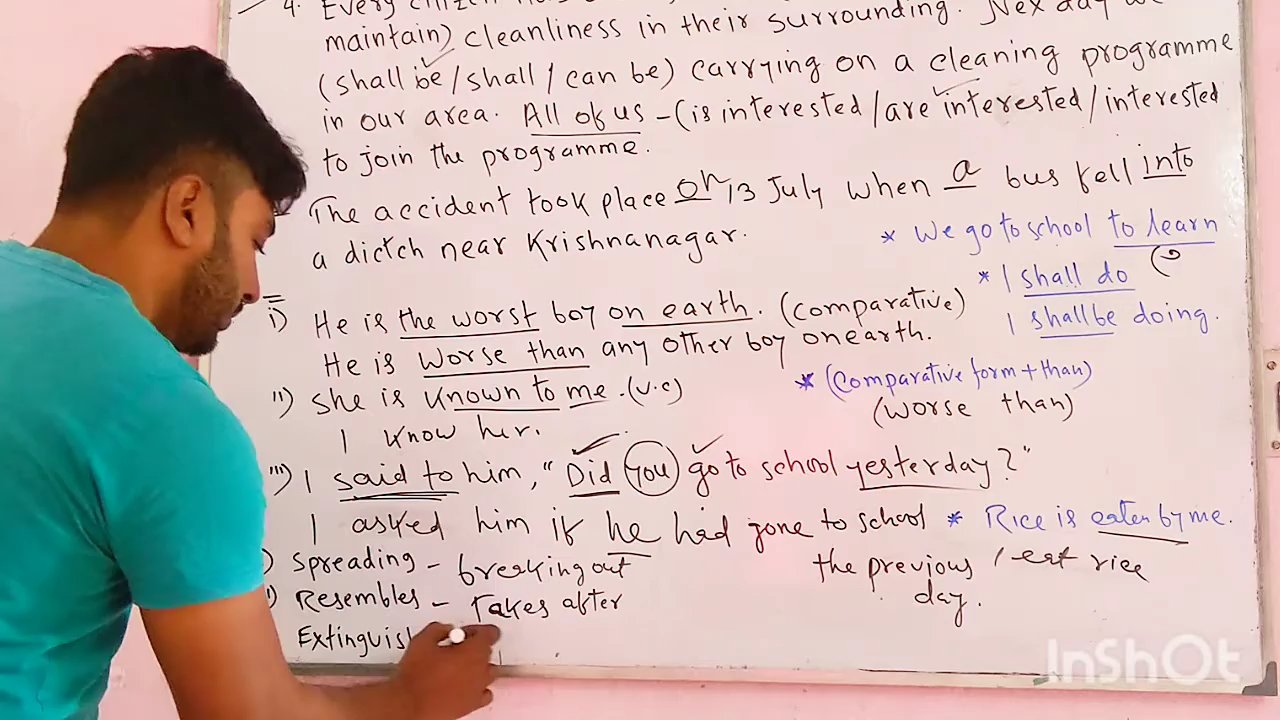 4. Every citizen
maintain) cleanliness in their surrounding. Nex day we
(shall be/shall/can be) carrying on a cleaning programme
in our area. All of us - (is interested/are interested/interested
to join the programme.
The accident took place on 13 July when a bus fell into
a dictch near Krishnanagar.
* We go to school to learn
* I shall do
I shall be doing.
i) He is the worst boy on earth. (comparative)
He is worse than any other boy on earth.
* (Comparative form + than)
(worse than)
ii) She is known to me. (V.C)
I know her.
iii) I said to him, "Did you go to school yesterday?"
I asked him if he had gone to school
the previous day.
* Rice is eaten by me.
I eat rice
) Spreading - breaking out
) Resembles - Takes after
Extinguish
InShOt